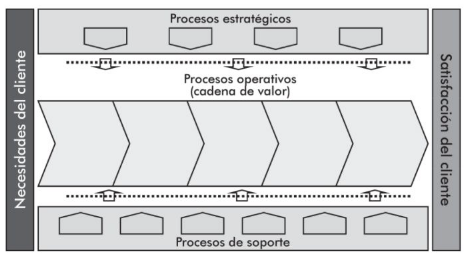 Necesidades del cliente
Procesos estratégicos
Procesos operativos
(cadena de valor)
Procesos de soporte
Satisfacción del cliente